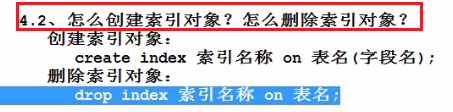 4.2、怎么创建索引对象？怎么删除索引对象？
创建索引对象：
create index 索引名称 on 表名(字段名);
删除索引对象：
drop index 索引名称 on 表名;